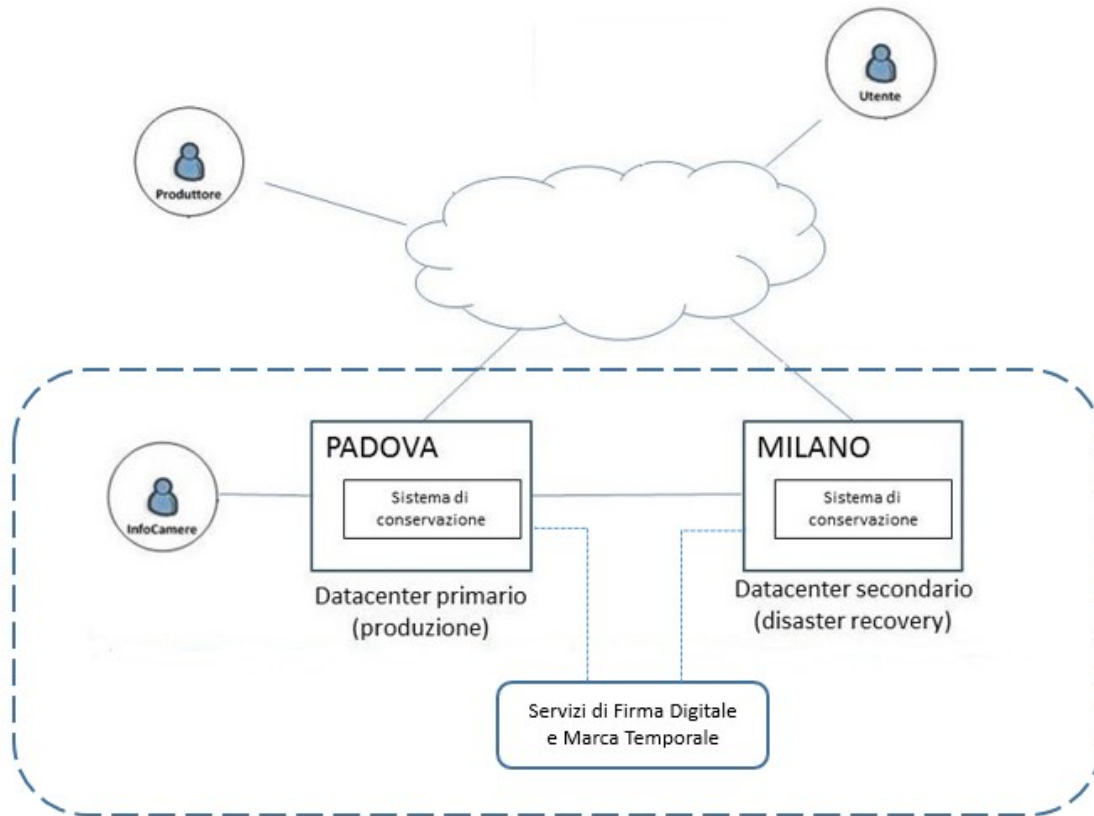 Utente
Produttore
PADOVA
Sistema di
conservazione
MILANO
Sistema di
conservazione
InfoCamere
Datacenter primario
(produzione)
Datacenter secondario
(disaster recovery)
Servizi di Firma Digitale
e Marca Temporale